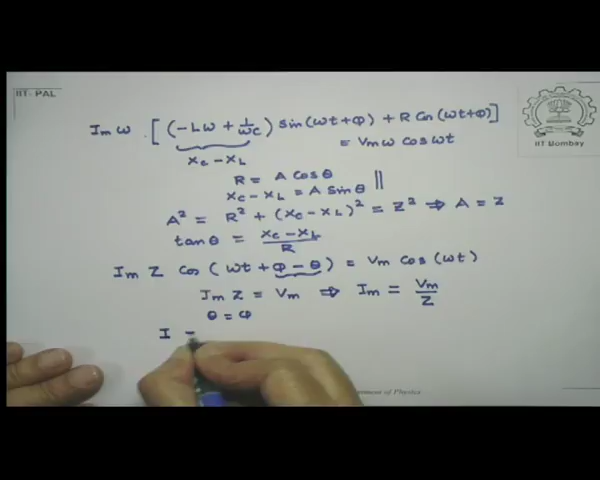 IIT- PAL
Im ω . [ (-Lω + 1/ωC) Sin(ωt+φ) + R Cos(ωt+φ) ]
= Vm ω cos ωt
Xc - XL
R = A Cos θ
Xc - XL = A Sin θ
A² = R² + (Xc - XL)² = Z² ⇒ A = Z
tan θ = Xc - XL / R
Im Z Cos (ωt + φ - θ) = Vm Cos (ωt)
Im Z = Vm ⇒ Im = Vm / Z
θ = φ
I =
IIT Bombay
of Physics